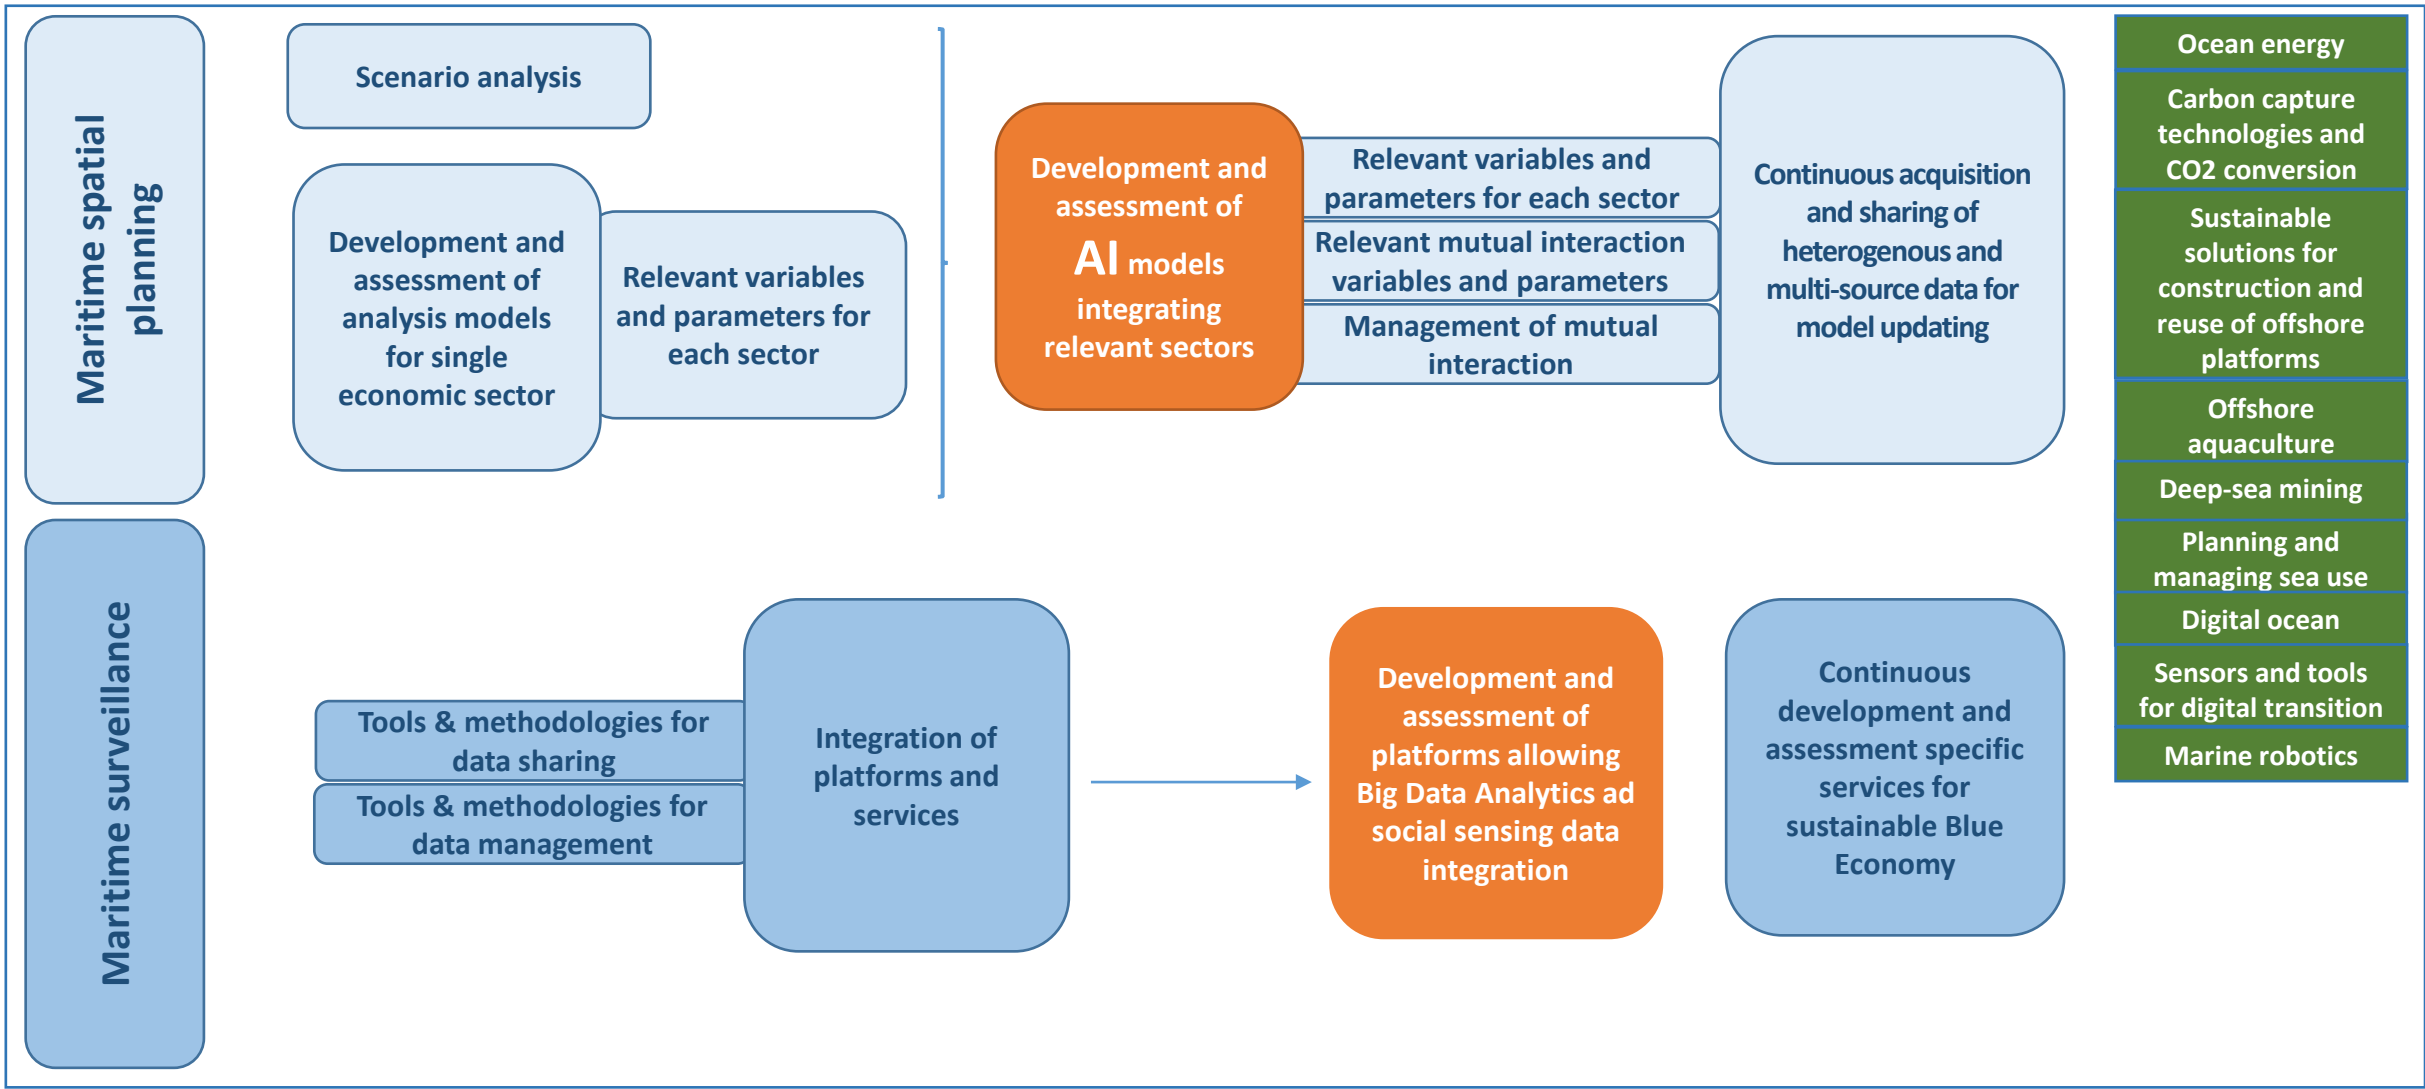 Maritime spatial
planning
Scenario analysis
Development and
assessment of
analysis models
for single
economic sector
Relevant variables
and parameters for
each sector
Development and
assessment of
AI models
integrating
relevant sectors
Relevant variables and
parameters for each sector
Relevant mutual interaction
variables and parameters
Management of mutual
interaction
Continuous acquisition
and sharing of
heterogenous and
multi-source data for
model updating
Maritime surveillance
Tools & methodologies for
data sharing
Tools & methodologies for
data management
Integration of
platforms and
services
Development and
assessment of
platforms allowing
Big Data Analytics ad
social sensing data
integration
Continuous
development and
assessment specific
services for
sustainable Blue
Economy
Ocean energy
Carbon capture
technologies and
CO2 conversion
Sustainable
solutions for
construction and
reuse of offshore
platforms
Offshore
aquaculture
Deep-sea mining
Planning and
managing sea use
Digital ocean
Sensors and tools
for digital transition
Marine robotics